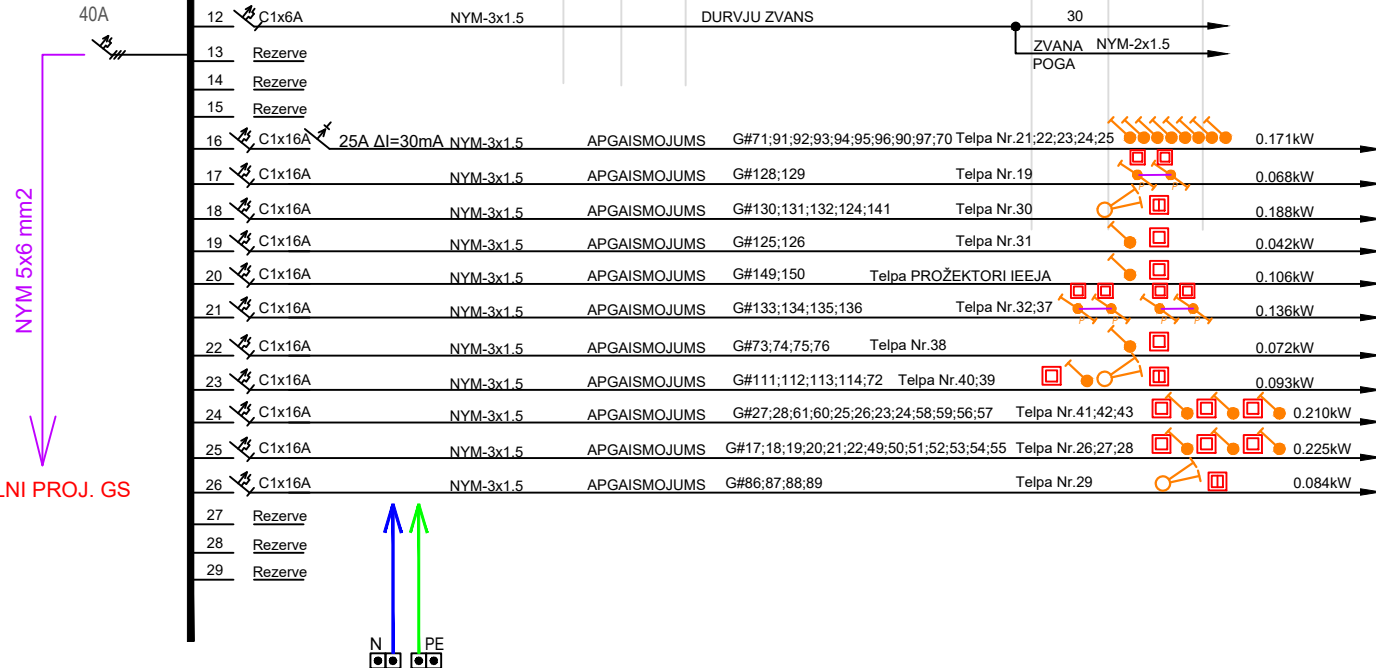 40A
12 C1x6A NYM-3x1.5 DURVJU ZVANS 30
13 Rezerve ZVANA NYM-2x1.5
POGA
14 Rezerve
15 Rezerve
16 C1x16A 25A ΔI=30mA NYM-3x1.5 APGAISMOJUMS G#71;91;92;93;94;95;96;90;97;70 Telpa Nr.21;22;23;24;25 0.171kW
17 C1x16A NYM-3x1.5 APGAISMOJUMS G#128;129 Telpa Nr.19 0.068kW
18 C1x16A NYM-3x1.5 APGAISMOJUMS G#130;131;132;124;141 Telpa Nr.30 0.188kW
19 C1x16A NYM-3x1.5 APGAISMOJUMS G#125;126 Telpa Nr.31 0.042kW
20 C1x16A NYM-3x1.5 APGAISMOJUMS G#149;150 Telpa PROŽEKTORI IEEJA 0.106kW
21 C1x16A NYM-3x1.5 APGAISMOJUMS G#133;134;135;136 Telpa Nr.32;37 0.136kW
22 C1x16A NYM-3x1.5 APGAISMOJUMS G#73;74;75;76 Telpa Nr.38 0.072kW
23 C1x16A NYM-3x1.5 APGAISMOJUMS G#111;112;113;114;72 Telpa Nr.40;39 0.093kW
24 C1x16A NYM-3x1.5 APGAISMOJUMS G#27;28;61;60;25;26;23;24;58;59;56;57 Telpa Nr.41;42;43 0.210kW
25 C1x16A NYM-3x1.5 APGAISMOJUMS G#17;18;19;20;21;22;49;50;51;52;53;54;55 Telpa Nr.26;27;28 0.225kW
26 C1x16A NYM-3x1.5 APGAISMOJUMS G#86;87;88;89 Telpa Nr.29 0.084kW
27 Rezerve
28 Rezerve
29 Rezerve
NYM 5x6 mm2
LNI PROJ. GS
N PE